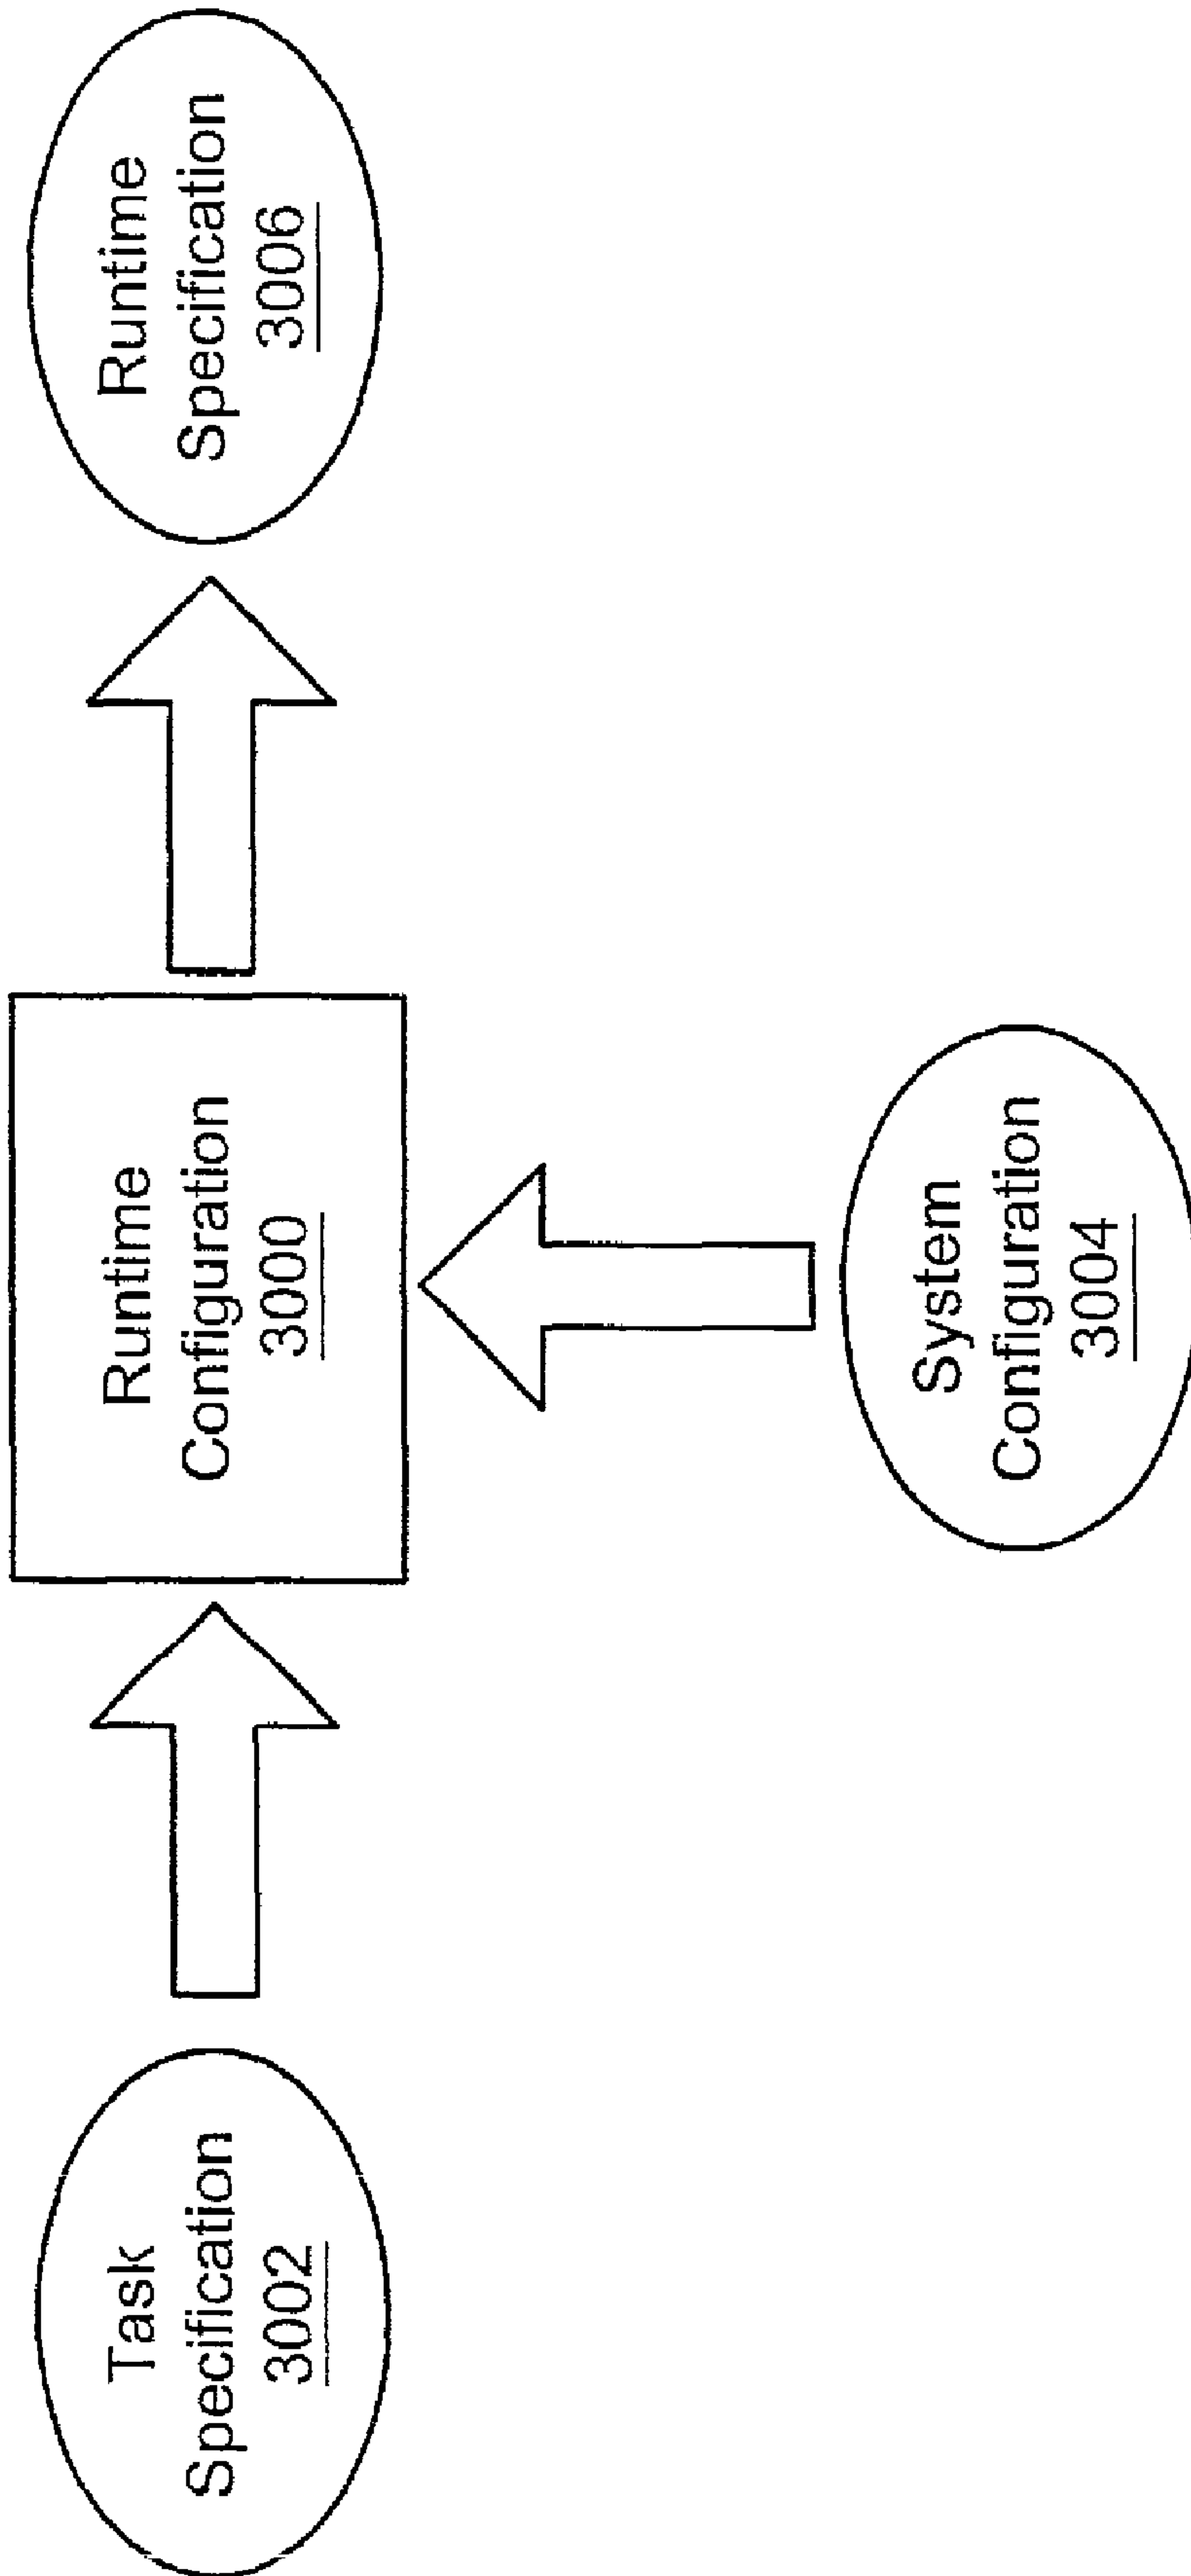 Task
Specification
3002
Runtime
Configuration
3000
Runtime
Specification
3006
System
Configuration
3004